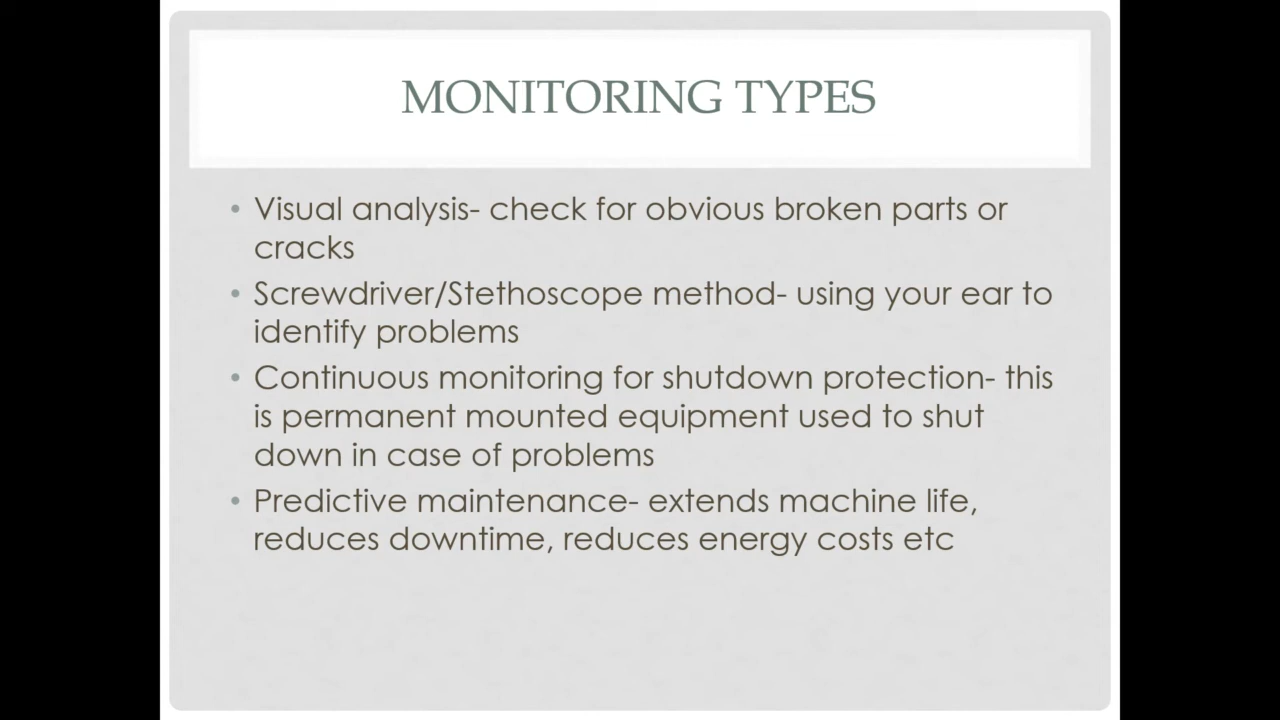 MONITORING TYPES
• Visual analysis- check for obvious broken parts or
cracks
• Screwdriver/Stethoscope method- using your ear to
identify problems
• Continuous monitoring for shutdown protection- this
is permanent mounted equipment used to shut
down in case of problems
• Predictive maintenance- extends machine life,
reduces downtime, reduces energy costs etc